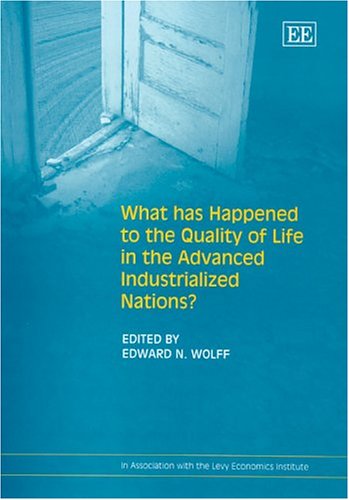 EE
What has Happened
to the Quality of Life
in the Advanced
Industrialized
Nations?
EDITED BY
EDWARD N. WOLFF
In Association with the Levy Economics Institute